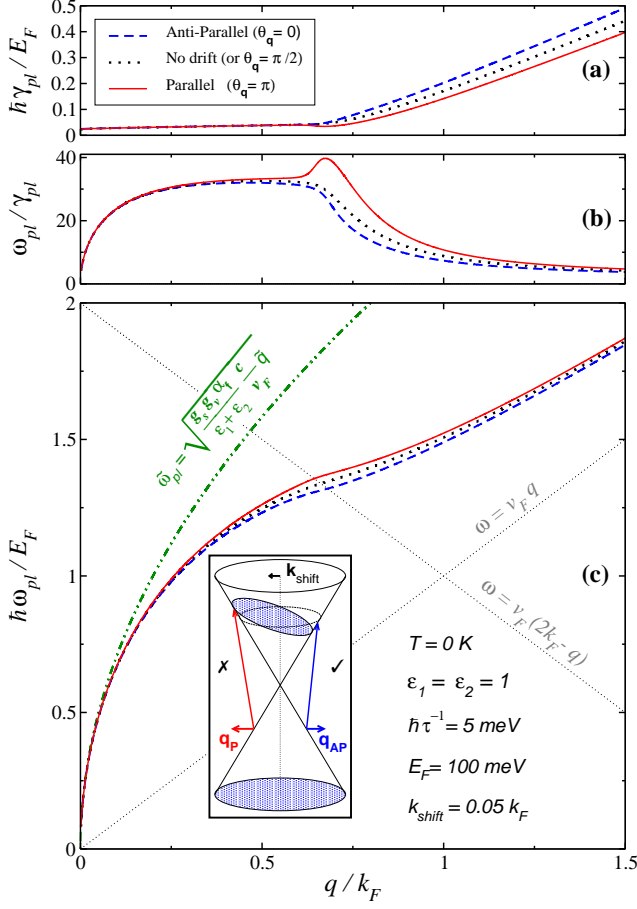 0.5
0.4
0.3
0.2
0.1
0
ħγ_pl / E_F
Anti-Parallel (θ_q = 0)
No drift (or θ_q = π/2)
Parallel (θ_q = π)
(a)
40
30
20
10
ω_pl / γ_pl
(b)
2
1.5
1
0.5
0
ħω_pl / E_F
ω̃_pl = √(g_s g_v α_f / (ε_1 + ε_2) c / v_F q̃)
ω = v_F q
(c)
ω = v_F (2k_F - q)
k_shift
✗
✓
q_P
q_AP
T = 0 K
ε_1 = ε_2 = 1
ħτ^-1 = 5 meV
E_F = 100 meV
k_shift = 0.05 k_F
0
0.5
1
1.5
q / k_F